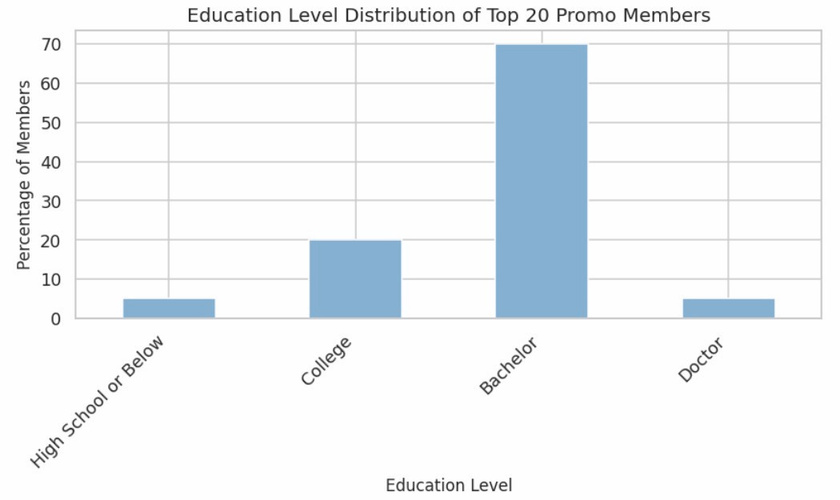 Education Level Distribution of Top 20 Promo Members
Percentage of Members
70
60
50
40
30
20
10
0
High School or Below
College
Bachelor
Doctor
Education Level